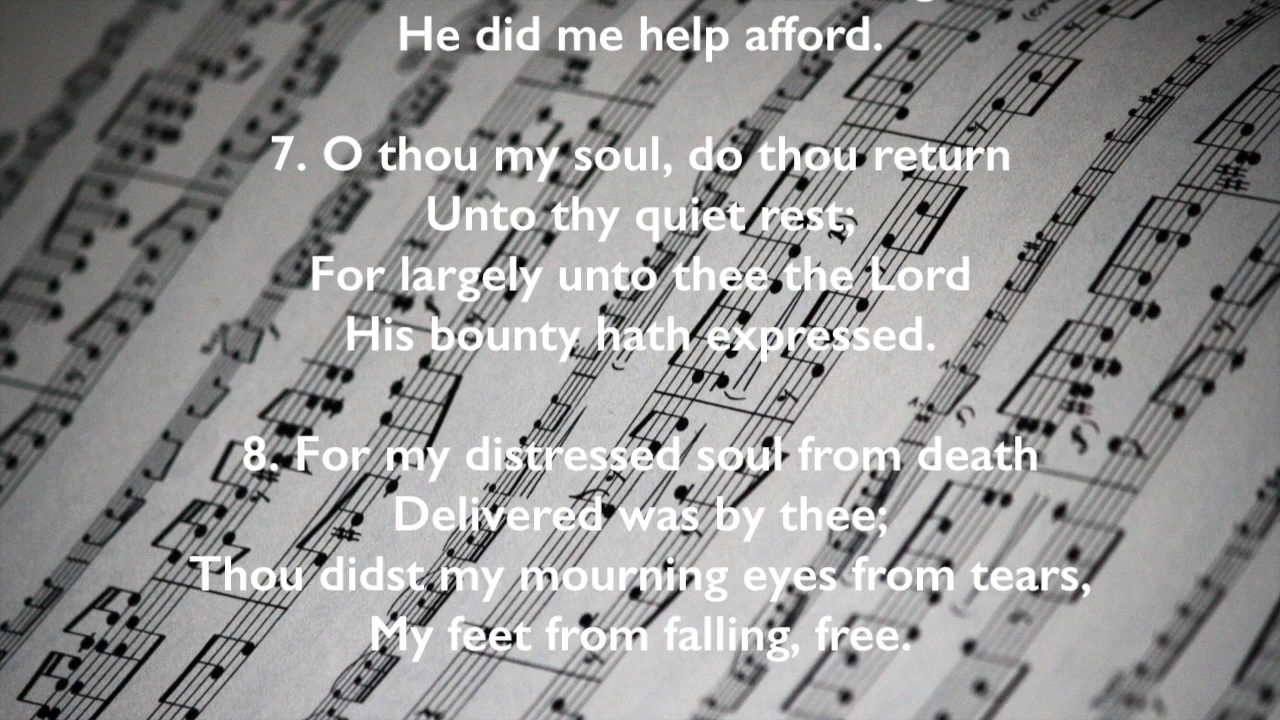 He did me help afford.
7. O thou my soul, do thou return
Unto thy quiet rest;
For largely unto thee the Lord
His bounty hath expressed.
8. For my distressed soul from death
Delivered was by thee;
Thou didst my mourning eyes from tears,
My feet from falling, free.